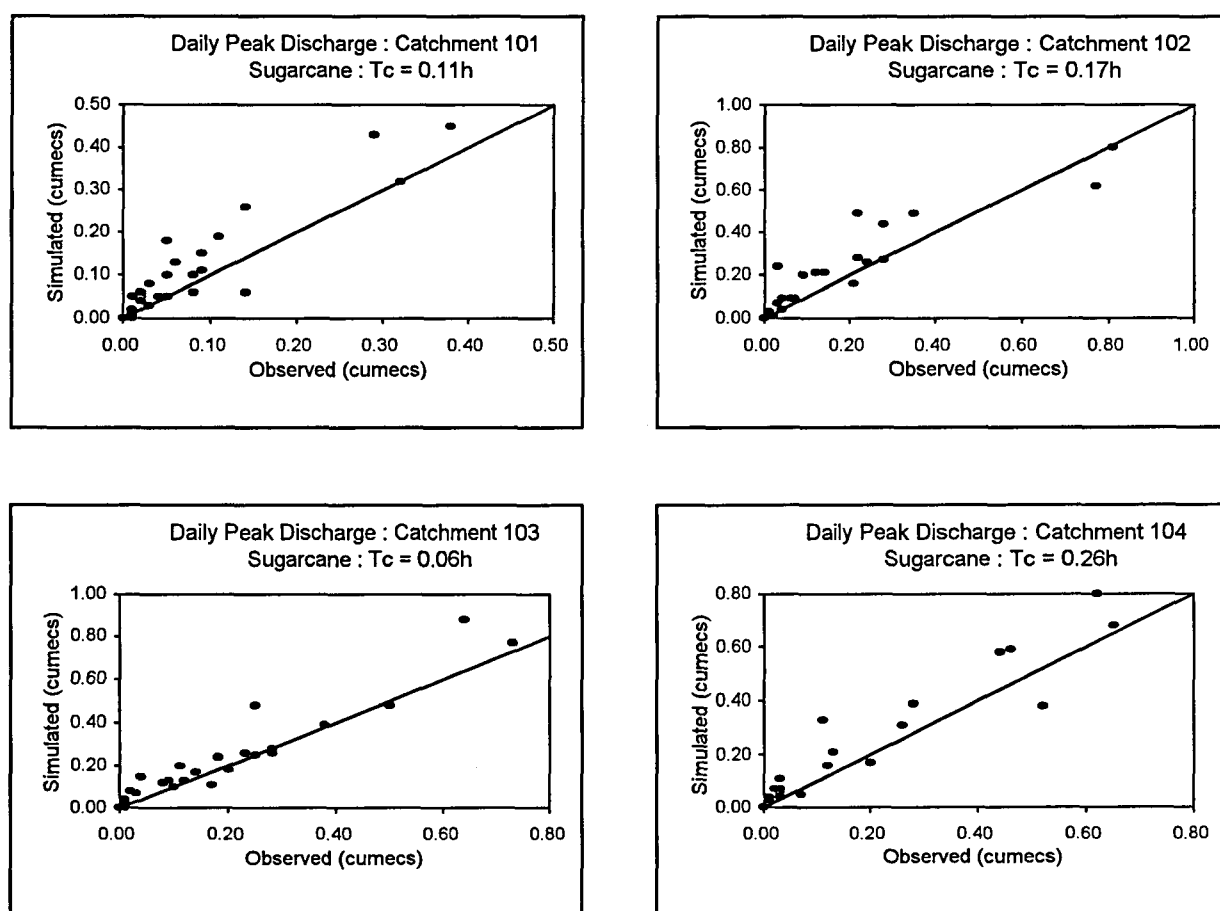 Daily Peak Discharge : Catchment 101
Sugarcane : Tc = 0.11h
0.50
0.40
0.30
0.20
0.10
0.00
Simulated (cumecs)
0.00 0.10 0.20 0.30 0.40 0.50
Observed (cumecs)
Daily Peak Discharge : Catchment 102
Sugarcane : Tc = 0.17h
1.00
0.80
0.60
0.40
0.20
0.00
Simulated (cumecs)
0.00 0.20 0.40 0.60 0.80 1.00
Observed (cumecs)
Daily Peak Discharge : Catchment 103
Sugarcane : Tc = 0.06h
1.00
0.80
0.60
0.40
0.20
0.00
Simulated (cumecs)
0.00 0.20 0.40 0.60 0.80
Observed (cumecs)
Daily Peak Discharge : Catchment 104
Sugarcane : Tc = 0.26h
0.80
0.60
0.40
0.20
0.00
Simulated (cumecs)
0.00 0.20 0.40 0.60 0.80
Observed (cumecs)